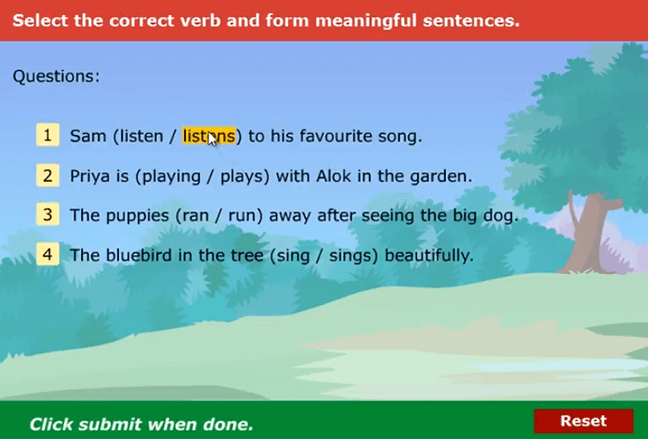 Select the correct verb and form meaningful sentences.
Questions:
1 Sam (listen / listens) to his favourite song.
2 Priya is (playing / plays) with Alok in the garden.
3 The puppies (ran / run) away after seeing the big dog.
4 The bluebird in the tree (sing / sings) beautifully.
Click submit when done.
Reset